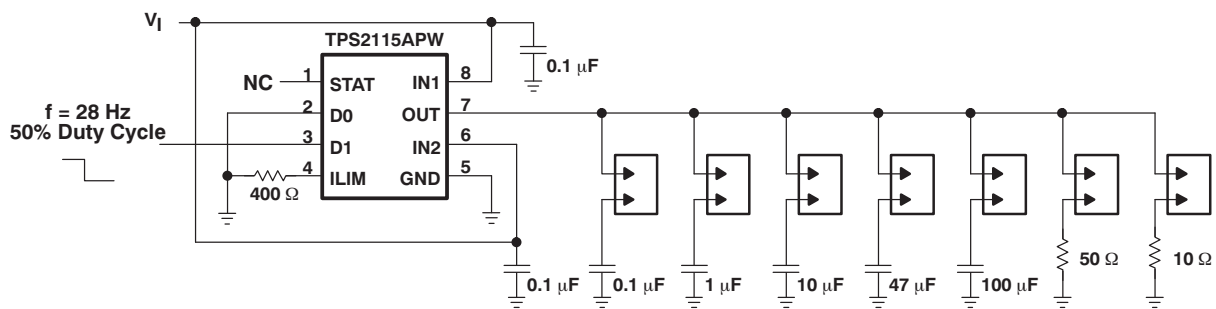 VI
TPS2115APW
0.1 μF
NC
1
STAT
IN1
8
f = 28 Hz
50% Duty Cycle
2
D0
OUT
7
3
D1
IN2
6
400 Ω
4
ILIM
GND
5
0.1 μF
0.1 μF
1 μF
10 μF
47 μF
100 μF
50 Ω
10 Ω